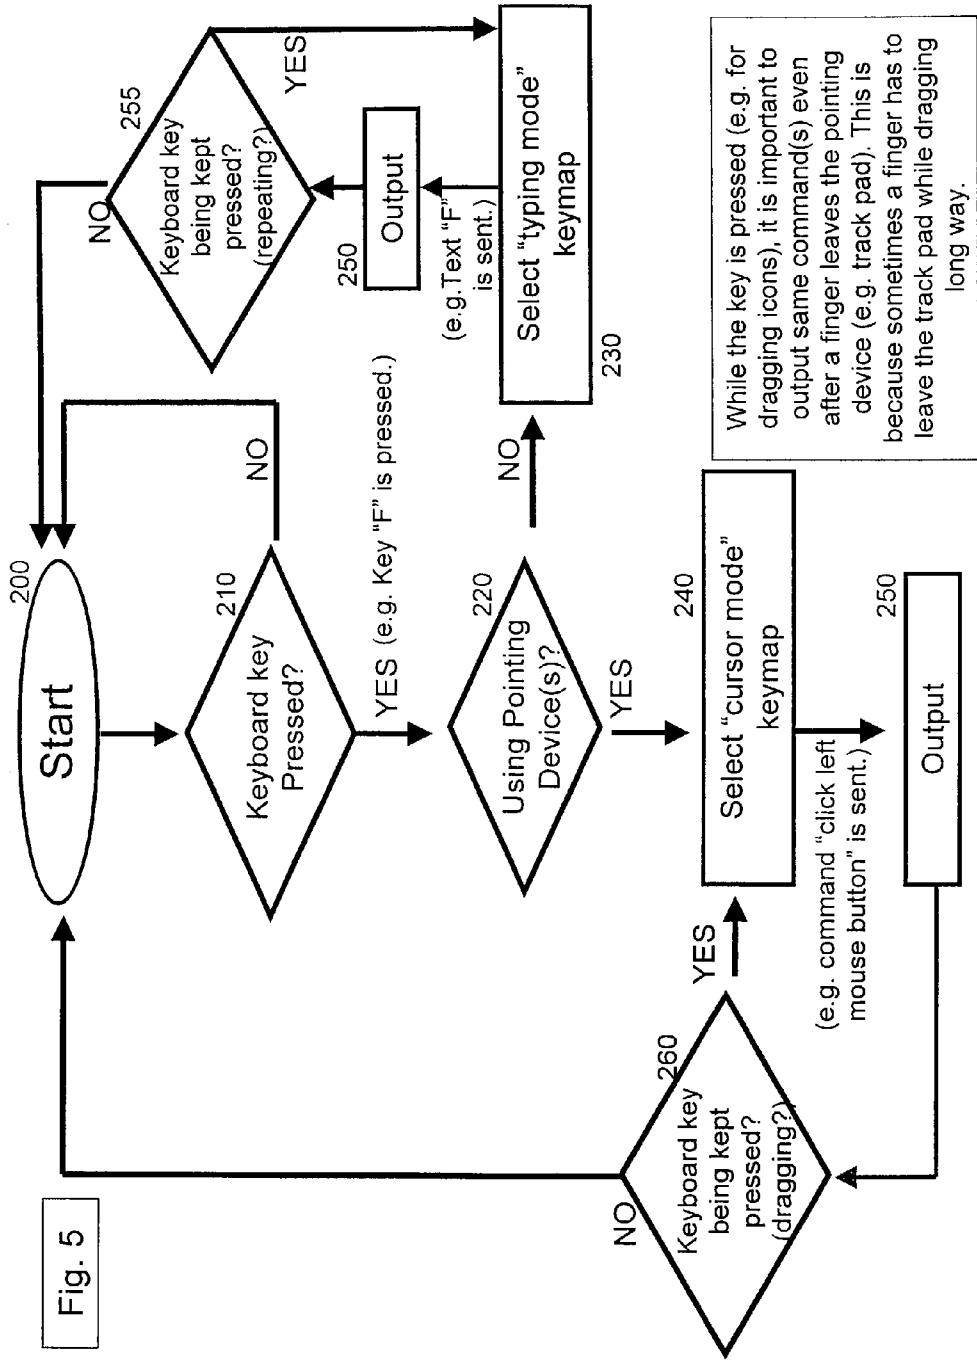 Fig. 5
Start
200
Keyboard key
Pressed?
210
NO
YES (e.g. Key "F" is pressed.)
Using Pointing
Device(s)?
220
NO
YES
Select "typing mode"
keymap
230
(e.g.Text "F"
is sent.)
Output
250
Keyboard key
being kept
pressed?
(repeating?)
255
NO
YES
Select "cursor mode"
keymap
240
(e.g. command "click left
mouse button" is sent.)
Output
250
Keyboard key
being kept
pressed?
(dragging?)
260
NO
YES
While the key is pressed (e.g. for
dragging icons), it is important to
output same command(s) even
after a finger leaves the pointing
device (e.g. track pad). This is
because sometimes a finger has to
leave the track pad while dragging
long way.